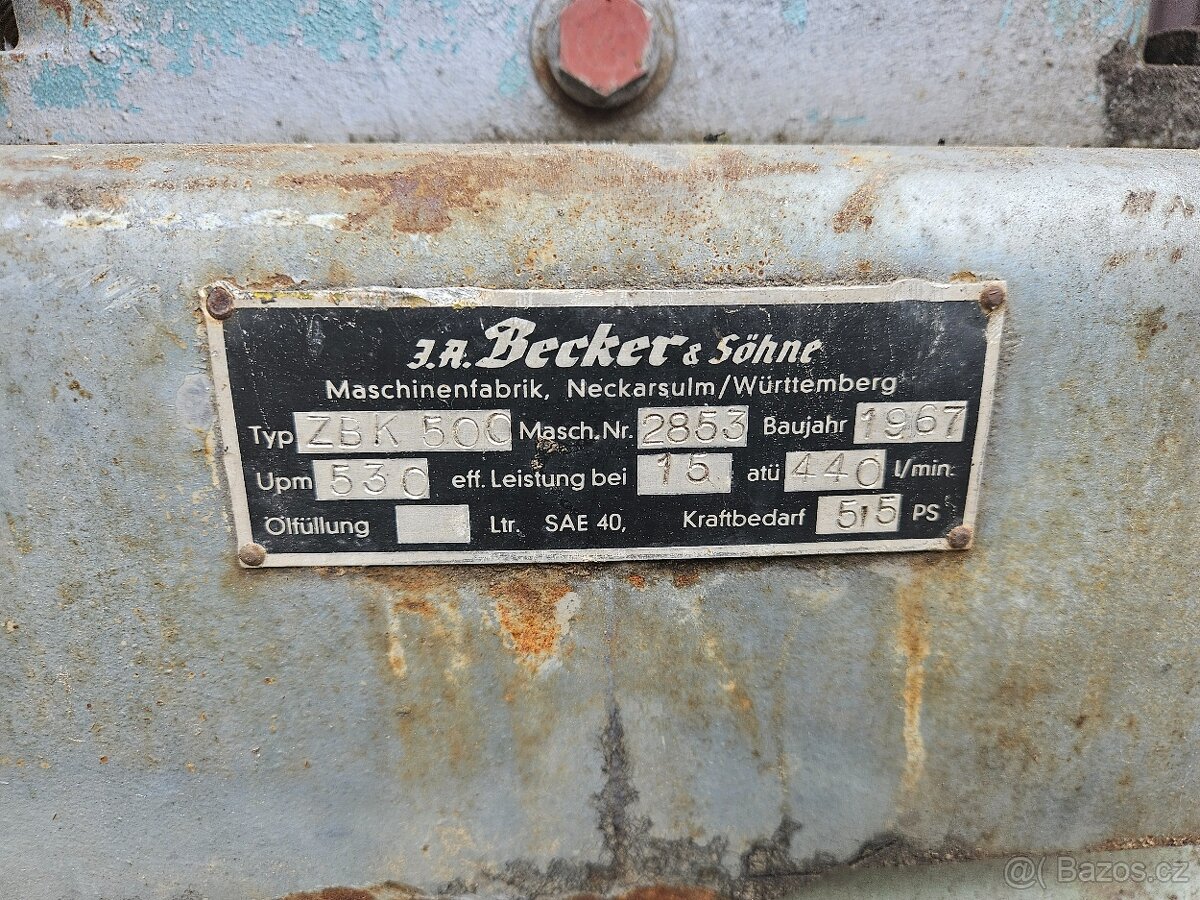 J.A. Becker & Söhne
Maschinenfabrik, Neckarsulm/Württemberg
Typ ZBK 500 Masch.Nr. 2853 Baujahr 1967
Upm 530 eff. Leistung bei 15 atü 440 l/min.
Ölfüllung Ltr. SAE 40, Kraftbedarf 5,5 PS
@ Bazos.cz